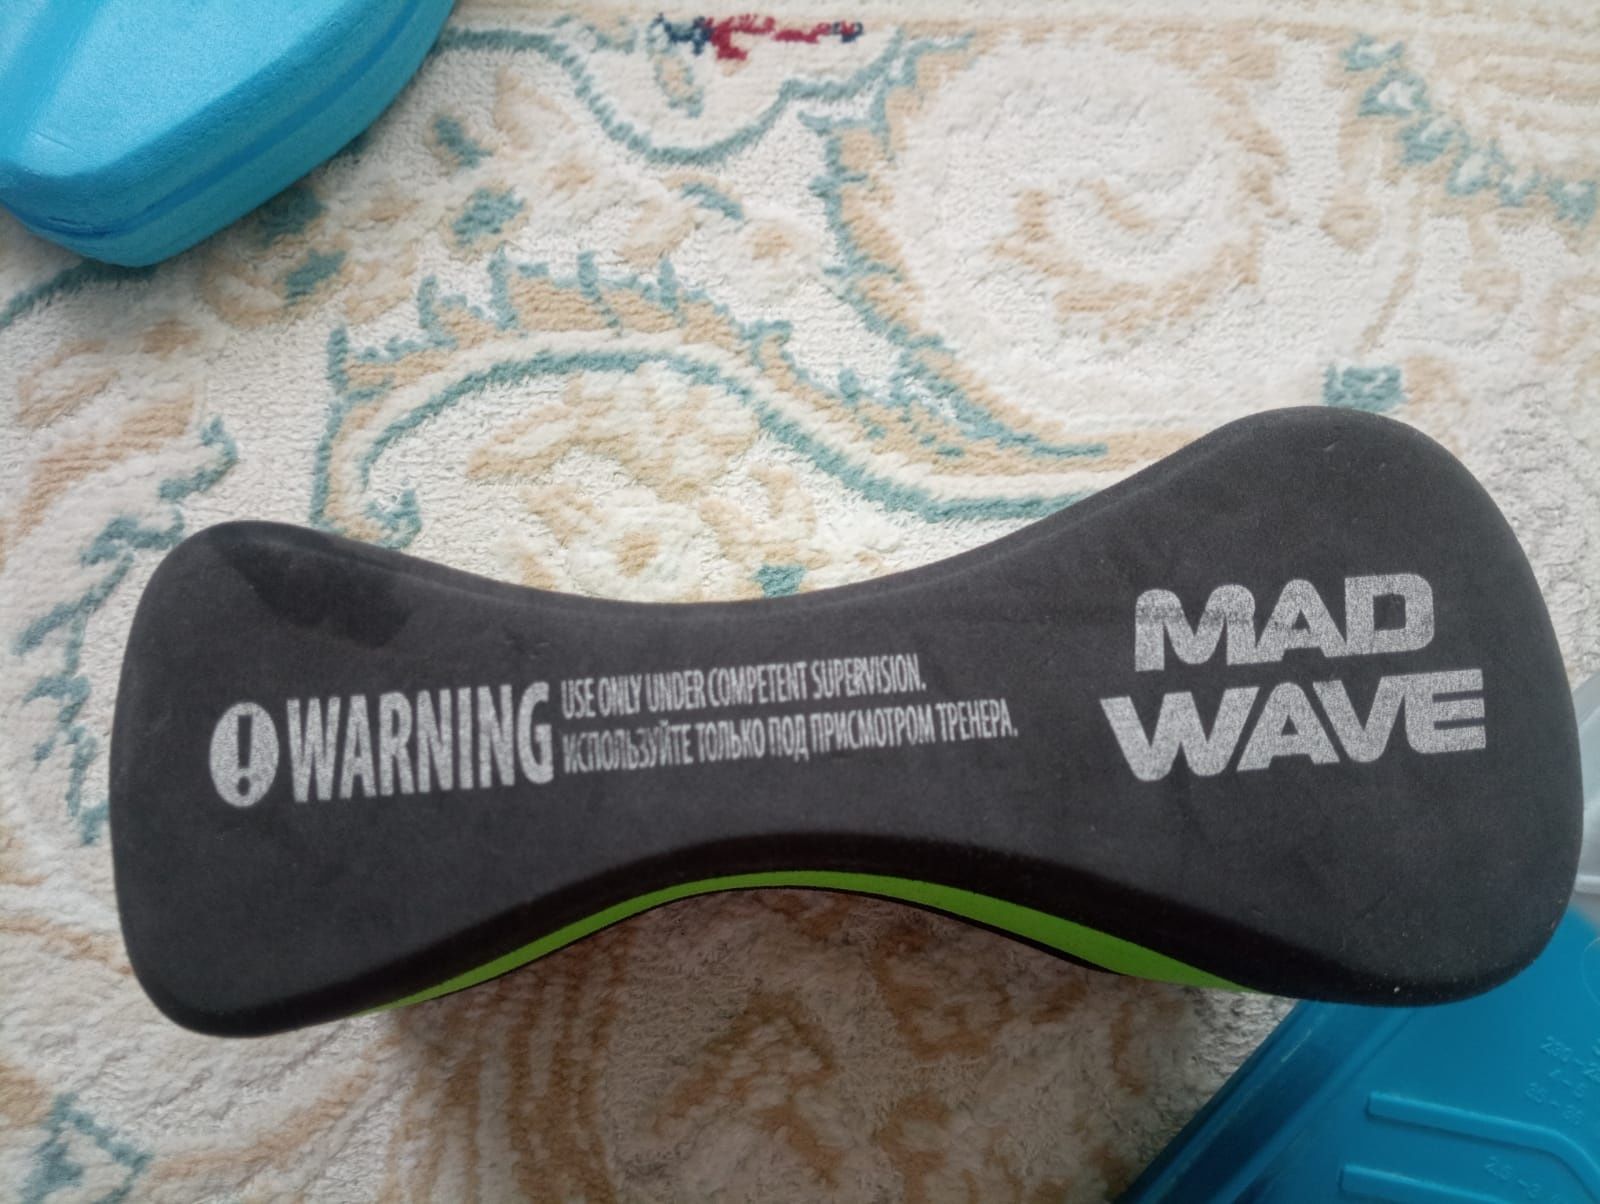 WARNING
USE ONLY UNDER COMPETENT SUPERVISION.
ИСПОЛЬЗУЙТЕ ТОЛЬКО ПОД ПРИСМОТРОМ ТРЕНЕРА.
MAD
WAVE